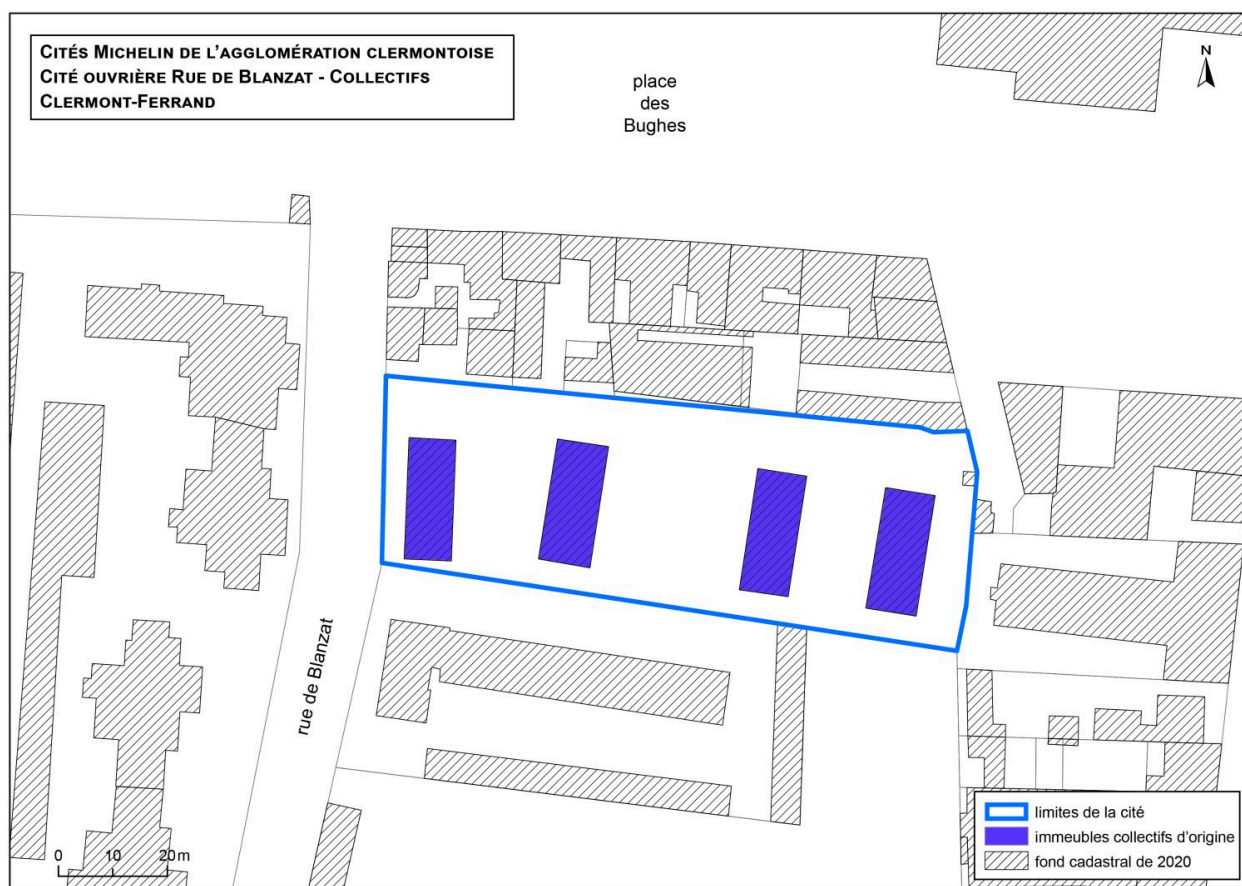 CITÉS MICHELIN DE L'AGGLOMÉRATION CLERMONTOISE
CITÉ OUVRIÈRE RUE DE BLANZAT - COLLECTIFS
CLERMONT-FERRAND
place
des
Bughes
N
rue de Blanzat
limites de la cité
immeubles collectifs d'origine
fond cadastral de 2020
0 10 20 m